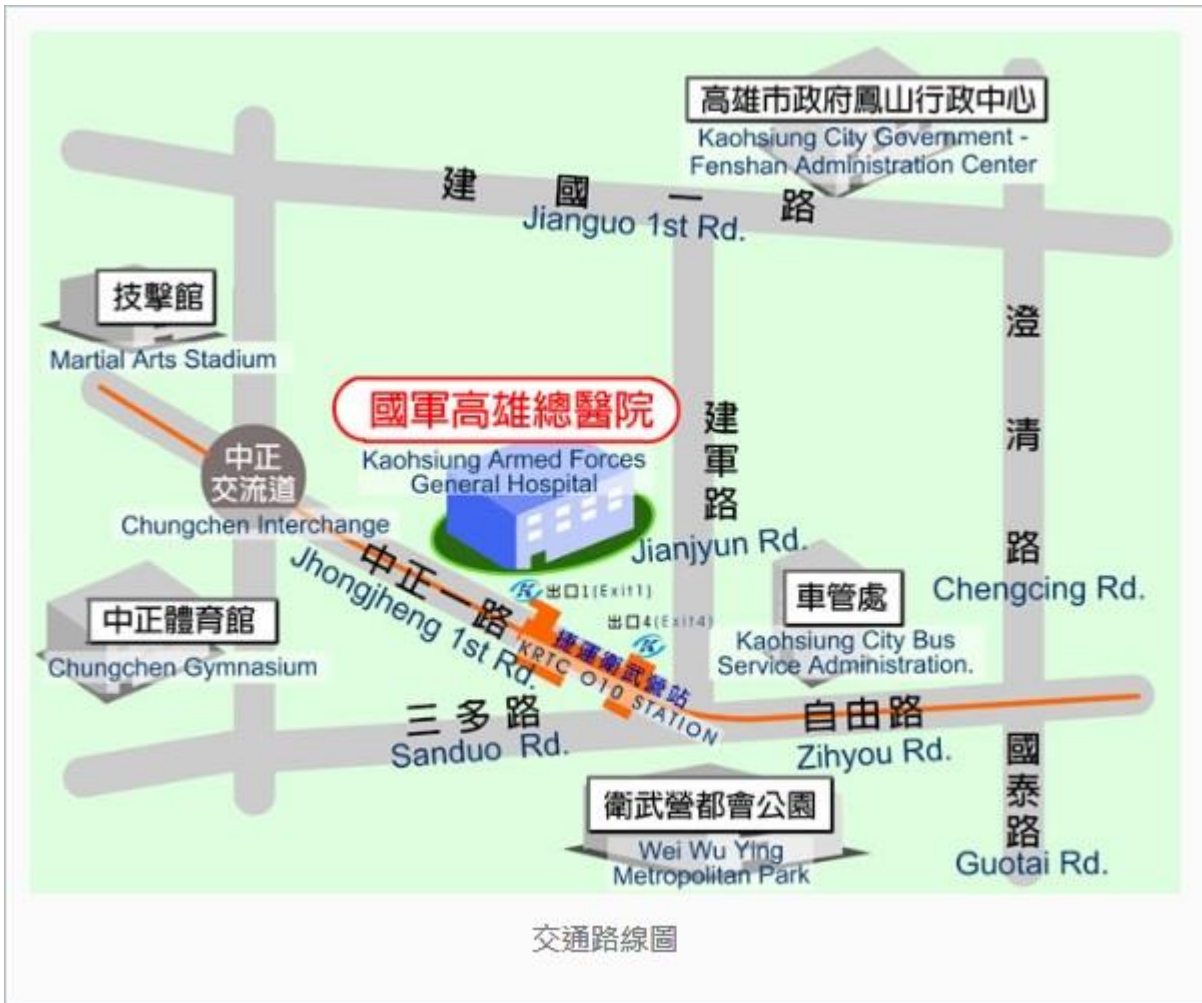 高雄市政府鳳山行政中心
Kaohsiung City Government -
Fenshan Administration Center
建國一路
Jianguo 1st Rd.
技擊館
Martial Arts Stadium
澄清路
Chengcing Rd.
國軍高雄總醫院
Kaohsiung Armed Forces
General Hospital
建軍路
Jianjyun Rd.
中正
交流道
Chungchen Interchange
中正一路
Jhongjheng 1st Rd.
出口1(Exit1)
出口4(Exit4)
捷運衛武營站
KRTC O10 STATION
車管處
Kaohsiung City Bus
Service Administration.
中正體育館
Chungchen Gymnasium
三多路
Sanduo Rd.
自由路
Zihyou Rd.
國泰路
Guotai Rd.
衛武營都會公園
Wei Wu Ying
Metropolitan Park
交通路線圖